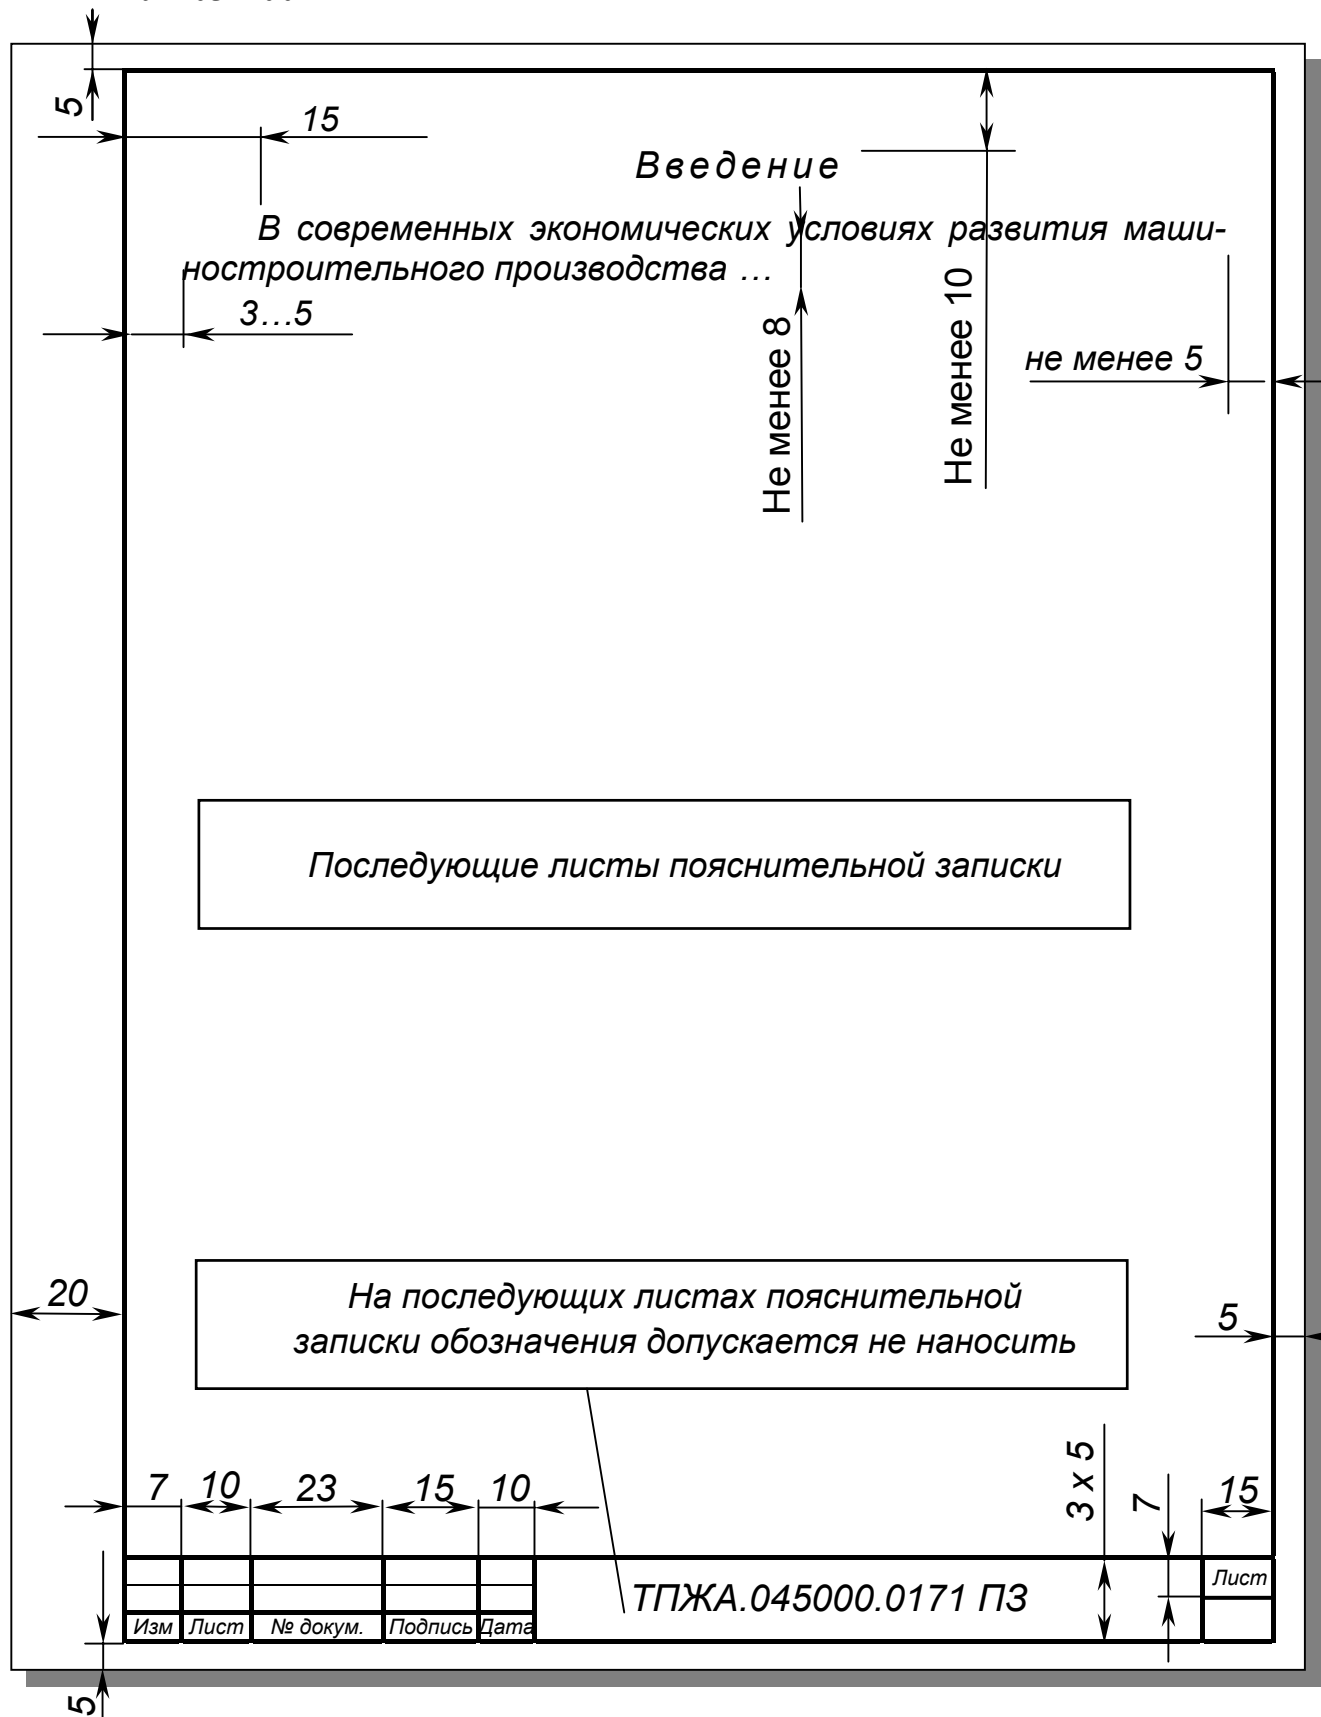 5
15
Введение
В современных экономических условиях развития маши-
ностроительного производства …
3…5
Не менее 8
Не менее 10
не менее 5
Последующие листы пояснительной записки
20
На последующих листах пояснительной
записки обозначения допускается не наносить
5
7 10 23 15 10
3 х 5
7
15
ТПЖА.045000.0171 ПЗ
Лист
Изм Лист № докум. Подпись Дата
5